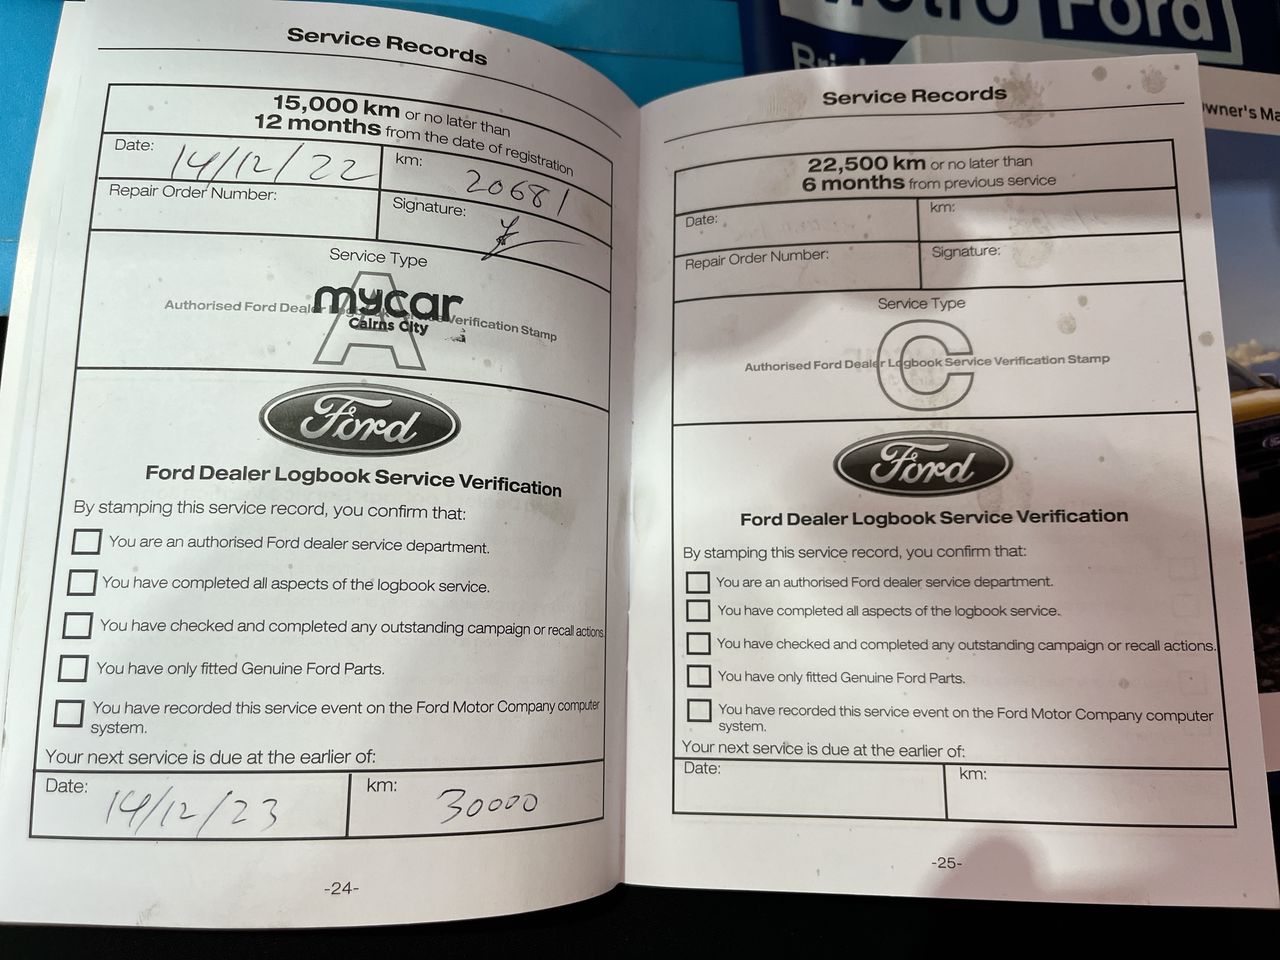 Metro Ford
Service Records
15,000 km or no later than
12 months from the date of registration
Date: 14/12/22
km: 20681
Repair Order Number:
Signature:
Service Type
A
Authorised Ford Dealer Logbook Service Verification Stamp
mycar
Cairns City
Ford
Ford Dealer Logbook Service Verification
By stamping this service record, you confirm that:
You are an authorised Ford dealer service department.
You have completed all aspects of the logbook service.
You have checked and completed any outstanding campaign or recall actions.
You have only fitted Genuine Ford Parts.
You have recorded this service event on the Ford Motor Company computer
system.
Your next service is due at the earlier of:
Date: 14/12/23
km: 30000
-24-
Service Records
22,500 km or no later than
6 months from previous service
Date:
km:
Repair Order Number:
Signature:
Service Type
C
Authorised Ford Dealer Logbook Service Verification Stamp
Ford
Ford Dealer Logbook Service Verification
By stamping this service record, you confirm that:
You are an authorised Ford dealer service department.
You have completed all aspects of the logbook service.
You have checked and completed any outstanding campaign or recall actions.
You have only fitted Genuine Ford Parts.
You have recorded this service event on the Ford Motor Company computer
system.
Your next service is due at the earlier of:
Date:
km:
-25-
wner's Ma